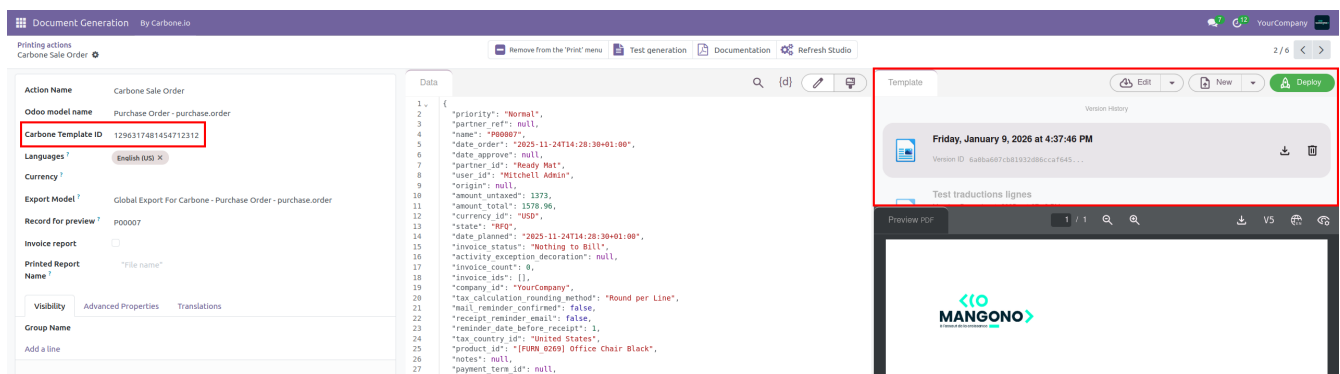 Document Generation By Carbone.io 7 12 YourCompany
Printing actions
Carbone Sale Order
Remove from the 'Print' menu Test generation Documentation Refresh Studio
2 / 6
Action Name Carbone Sale Order
Odoo model name Purchase Order - purchase.order
Carbone Template ID 1296317481454712312
Languages ? English (US) ×
Currency ?
Export Model ? Global Export For Carbone - Purchase Order - purchase.order
Record for preview ? P00007
Invoice report
Printed Report Name ? "File name"
Visibility Advanced Properties Translations
Group Name
Add a line
Data {d}
1 {
2 "priority": "Normal",
3 "partner_ref": null,
4 "name": "P00007",
5 "date_order": "2025-11-24T14:28:30+01:00",
6 "date_approve": null,
7 "partner_id": "Ready Mat",
8 "user_id": "Mitchell Admin",
9 "origin": null,
10 "amount_untaxed": 1373,
11 "amount_total": 1578.96,
12 "currency_id": "USD",
13 "state": "RFQ",
14 "date_planned": "2025-11-24T14:28:30+01:00",
15 "invoice_status": "Nothing to Bill",
16 "activity_exception_decoration": null,
17 "invoice_count": 0,
18 "invoice_ids": [],
19 "company_id": "YourCompany",
20 "tax_calculation_rounding_method": "Round per Line",
21 "mail_reminder_confirmed": false,
22 "receipt_reminder_email": false,
23 "reminder_date_before_receipt": 1,
24 "tax_country_id": "United States",
25 "product_id": "[FURN_0269] Office Chair Black",
26 "notes": null,
27 "payment_term_id": null,
Template Edit New Deploy
Version History
Friday, January 9, 2026 at 4:37:46 PM
Version ID
Test traductions lignes
Preview PDF 1 / 1 V5
MANGONO